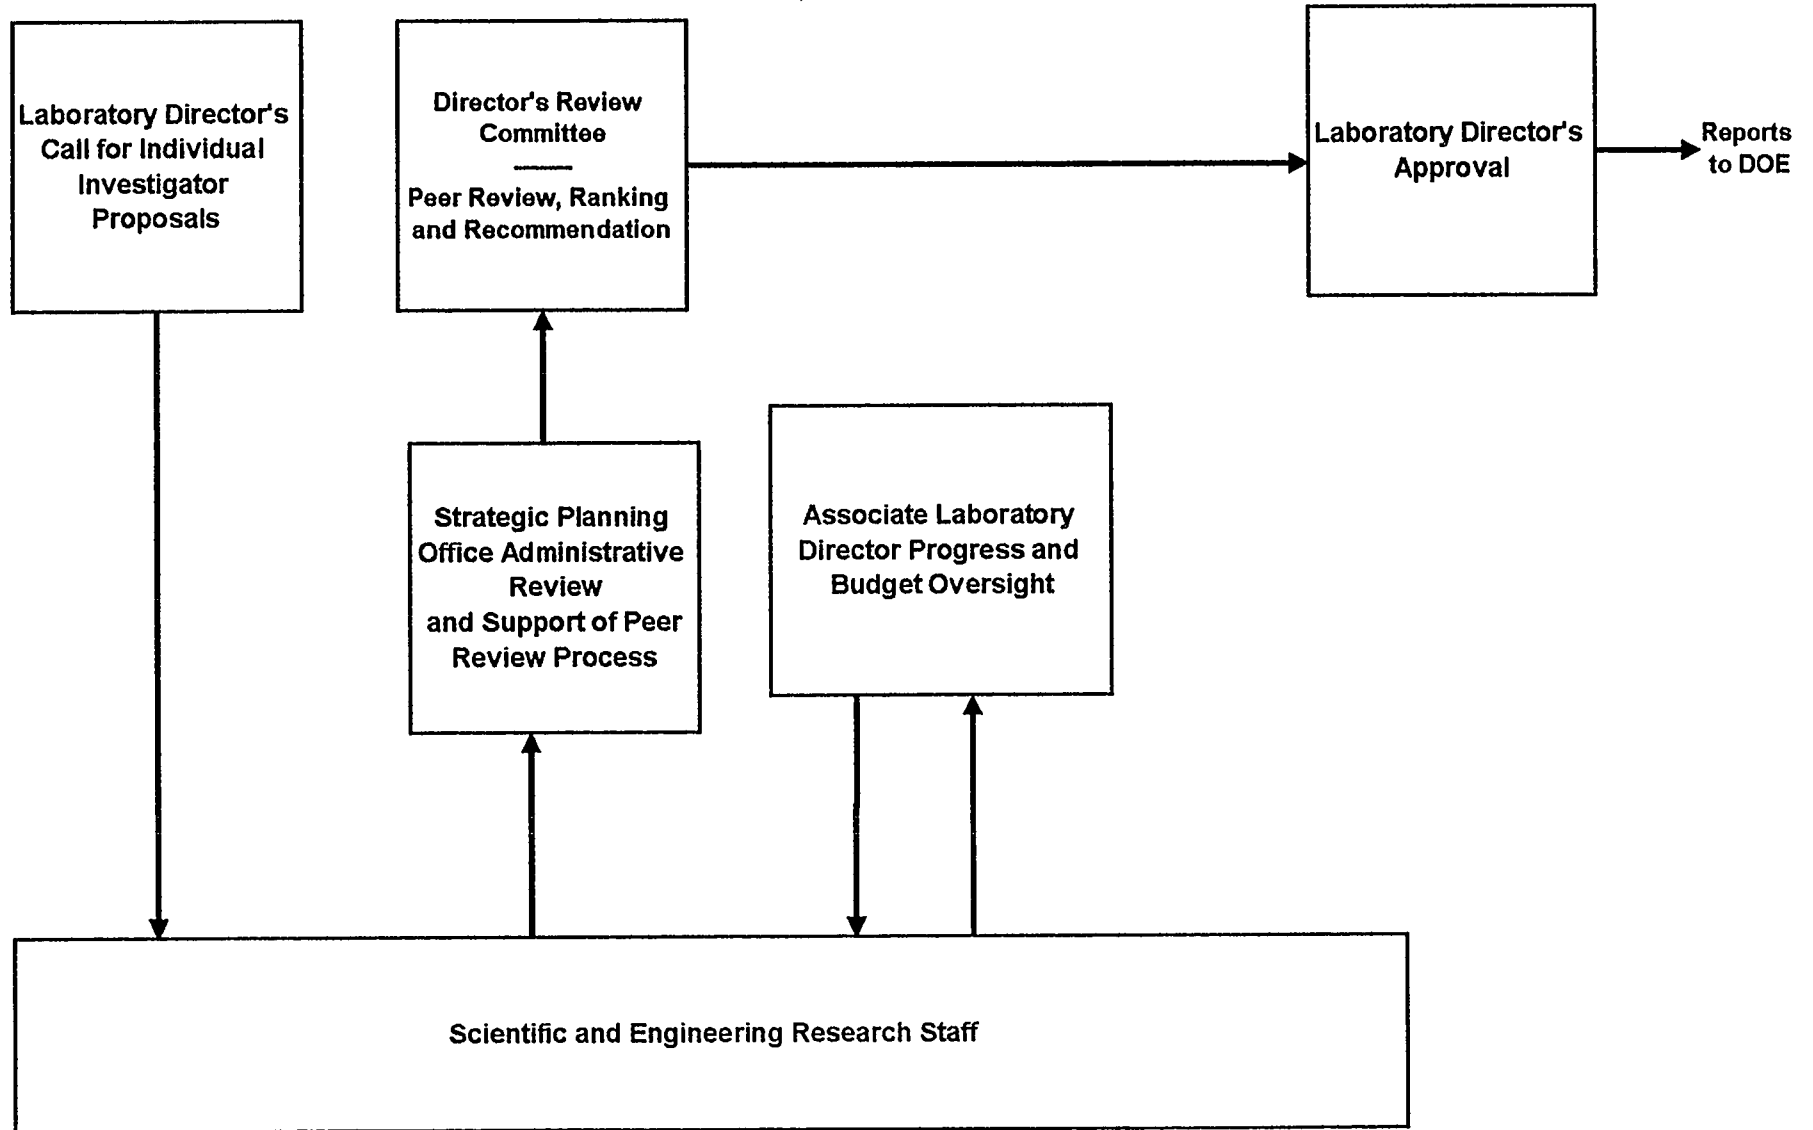 Laboratory Director's
Call for Individual
Investigator
Proposals
Director's Review
Committee
Peer Review, Ranking
and Recommendation
Laboratory Director's
Approval
Reports
to DOE
Strategic Planning
Office Administrative
Review
and Support of Peer
Review Process
Associate Laboratory
Director Progress and
Budget Oversight
Scientific and Engineering Research Staff